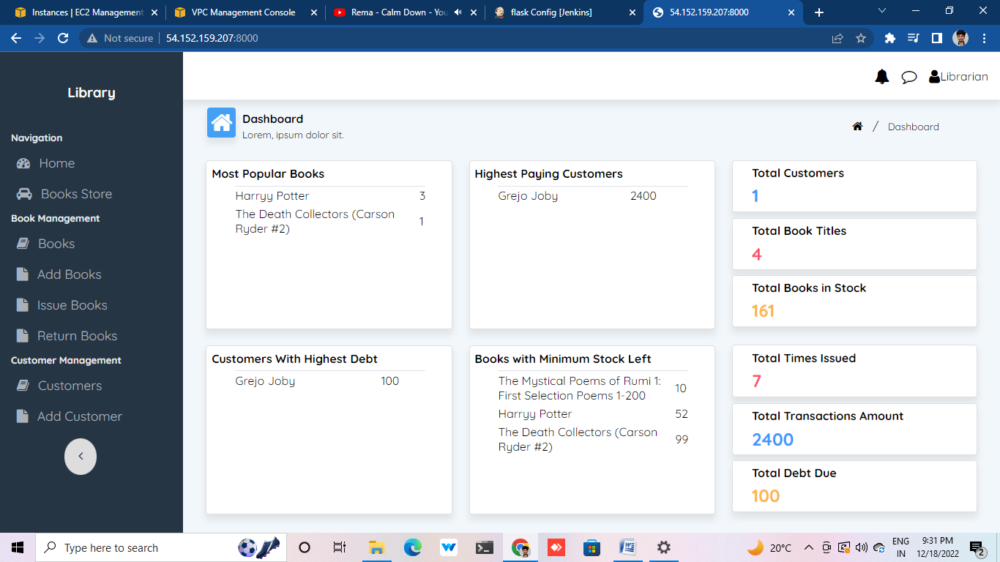 Instances | EC2 Management
VPC Management Console
Rema - Calm Down - You
flask Config [Jenkins]
54.152.159.207:8000
Not secure
54.152.159.207:8000
Library
Navigation
Home
Books Store
Book Management
Books
Add Books
Issue Books
Return Books
Customer Management
Customers
Add Customer
<
Librarian
Dashboard
Lorem, ipsum dolor sit.
/ Dashboard
Most Popular Books
Harryy Potter 3
The Death Collectors (Carson
Ryder #2) 1
Highest Paying Customers
Grejo Joby 2400
Total Customers
1
Total Book Titles
4
Total Books in Stock
161
Customers With Highest Debt
Grejo Joby 100
Books with Minimum Stock Left
The Mystical Poems of Rumi 1:
First Selection Poems 1-200 10
Harryy Potter 52
The Death Collectors (Carson
Ryder #2) 99
Total Times Issued
7
Total Transactions Amount
2400
Total Debt Due
100
Type here to search
20°C
ENG
IN
9:31 PM
12/18/2022
2